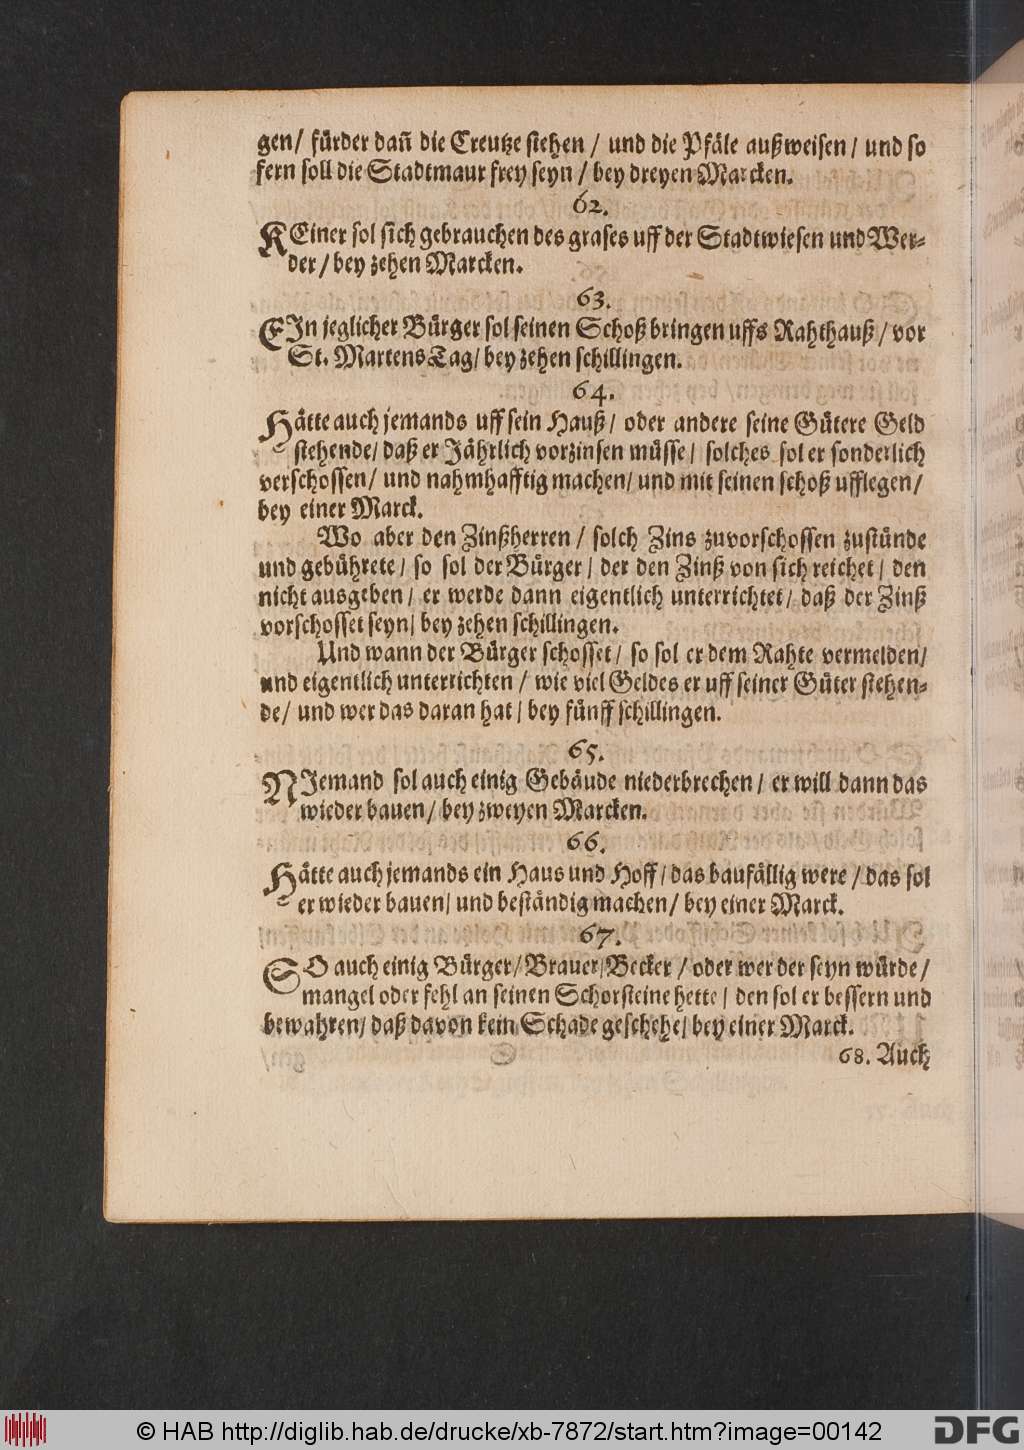 gen/ fürder dañ die Creutze stehen / und die Pfäle außweisen / und so
fern soll die Stadtmaur frey seyn / bey dreyen Marcken.
62.
KEiner sol sich gebrauchen des grases uff der Stadtwiesen und Wer=
der / bey zehen Marcken.
63.
EIn jeglicher Bürger sol seinen Schoß bringen uffs Rahthauß / vor
St. Martens Tag/ bey zehen schillingen.
64.
Hätte auch jemands uff sein Hauß/ oder andere seine Gütere Geld
stehende/ daß er Jährlich vorzinsen müsse/ solches sol er sonderlich
verschossen/ und nahmhafftig machen/ und mit seinen schoß ufflegen/
bey einer Marck.
Wo aber den Zinßherren / solch Zins zuvorschossen zustünde
und gebührete/ so sol der Bürger/ der den Zinß von sich reichet/ den
nicht ausgeben/ er werde dann eigentlich unterrichtet/ daß der Zinß
vorschosset seyn/ bey zehen schillingen.
Und wann der Bürger schosset/ so sol er dem Rahte vermelden/
und eigentlich unterrichten / wie viel Geldes er uff seiner Güter stehen=
de/ und wer das daran hat/ bey fünff schillingen.
65.
NIemand sol auch einig Gebäude niederbrechen/ er will dann das
wieder bauen/ bey zweyen Marcken.
66.
Hätte auch jemands ein Haus und Hoff/ das baufällig were / das sol
er wieder bauen/ und beständig machen/ bey einer Marck.
67.
SO auch einig Bürger/ Brauer/ Becker / oder wer der seyn würde/
mangel oder fehl an seinen Schorsteine hette/ den sol er bessern und
bewahren/ daß davon kein Schade geschehe/ bey einer Marck.
68. Auch
© HAB http://diglib.hab.de/drucke/xb-7872/start.htm?image=00142
DFG